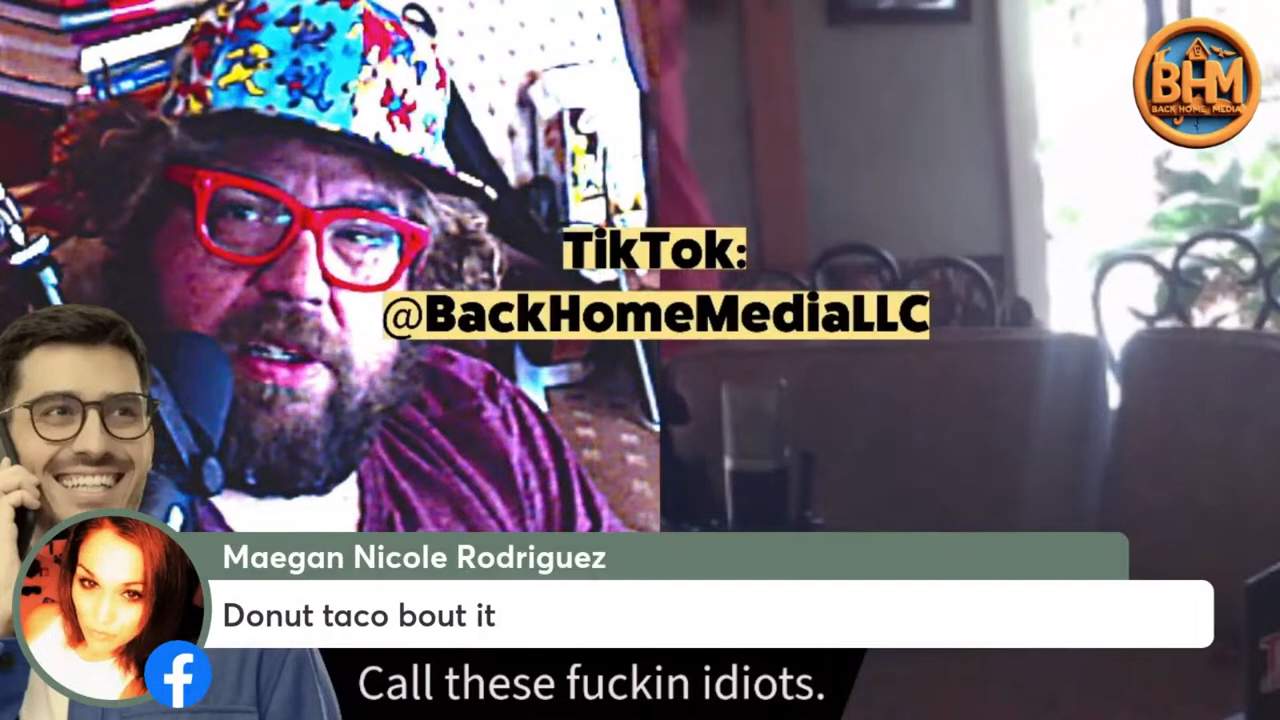 BHM
BACK HOME MEDIA
TikTok:
@BackHomeMediaLLC
Maegan Nicole Rodriguez
Donut taco bout it
Call these fuckin idiots.